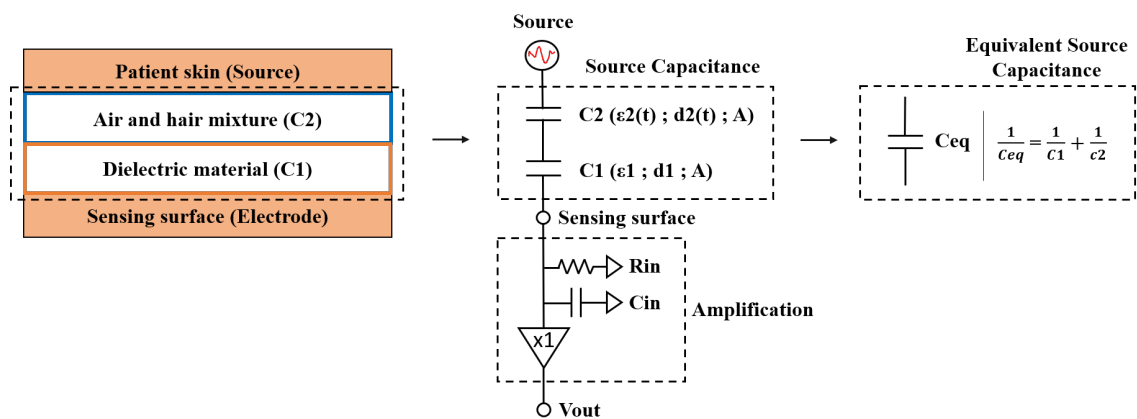 Patient skin (Source)
Air and hair mixture (C2)
Dielectric material (C1)
Sensing surface (Electrode)
Source
Source Capacitance
C2 (ε2(t) ; d2(t) ; A)
C1 (ε1 ; d1 ; A)
Sensing surface
Rin
Cin
Amplification
x1
Vout
Equivalent Source
Capacitance
Ceq
1/Ceq = 1/C1 + 1/c2